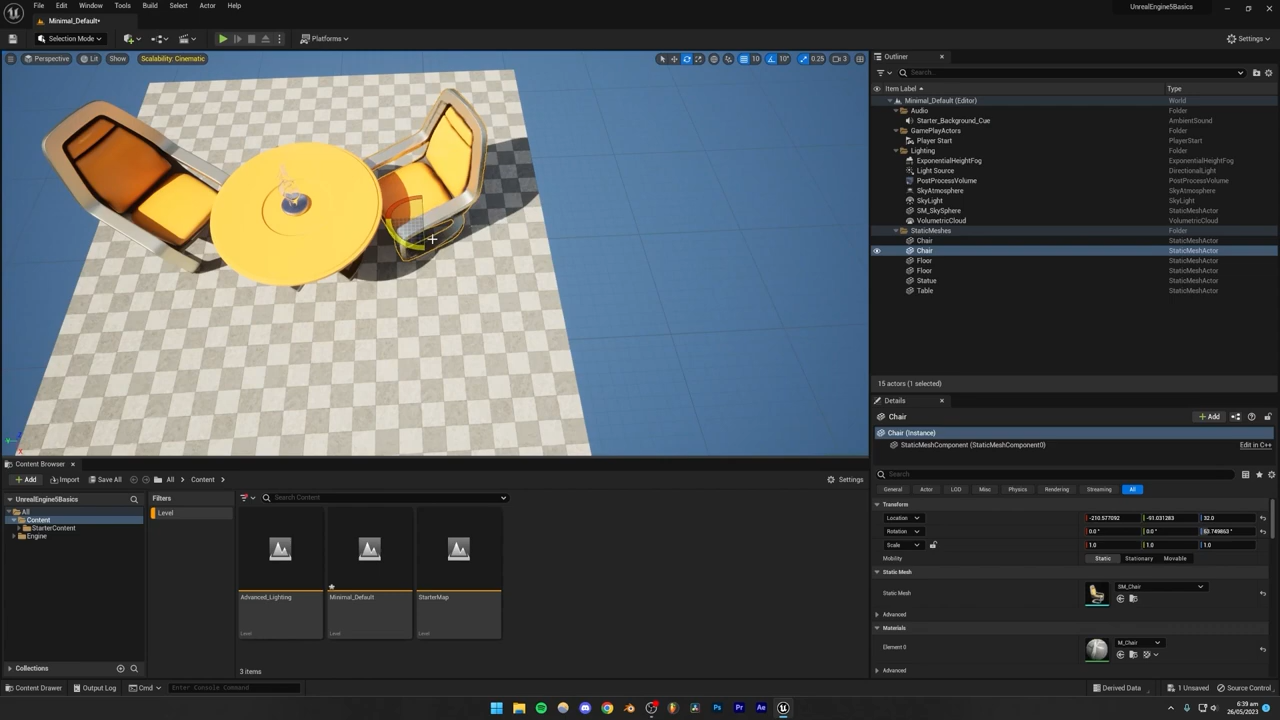 File Edit Window Tools Build Select Actor Help
UnrealEngine5Basics
Minimal_Default*
Selection Mode
Platforms
Settings
Perspective Lit Show Scalability: Cinematic
10 10° 0.25 3
Outliner
Search...
Item Label Type
Minimal_Default (Editor) World
Audio Folder
Starter_Background_Cue AmbientSound
GamePlayActors Folder
Player Start PlayerStart
Lighting Folder
ExponentialHeightFog ExponentialHeightFog
Light Source DirectionalLight
PostProcessVolume PostProcessVolume
SkyAtmosphere SkyAtmosphere
SkyLight SkyLight
SM_SkySphere StaticMeshActor
VolumetricCloud VolumetricCloud
StaticMeshes Folder
Chair StaticMeshActor
Chair StaticMeshActor
Floor StaticMeshActor
Floor StaticMeshActor
Statue StaticMeshActor
Table StaticMeshActor
15 actors (1 selected)
Details
Chair
Add
Chair (Instance)
StaticMeshComponent (StaticMeshComponent0) Edit in C++
Search
General Actor LOD Misc Physics Rendering Streaming All
Transform
Location -210.577092 -91.031283 32.0
Rotation 0.0° 0.0°
Scale 1.0 1.0 1.0
Mobility Static Stationary Movable
Static Mesh
Static Mesh SM_Chair
Advanced
Materials
Element 0 M_Chair
Advanced
Content Browser
Add Import Save All All Content Settings
UnrealEngine5Basics
All
Content
StarterContent
Engine
Collections
Filters
Level
Search Content
Advanced_Lighting Minimal_Default StarterMap
Level Level Level
3 items
Content Drawer Output Log Cmd Enter Console Command Derived Data 1 Unsaved Source Control
6:39 am
26/05/2023